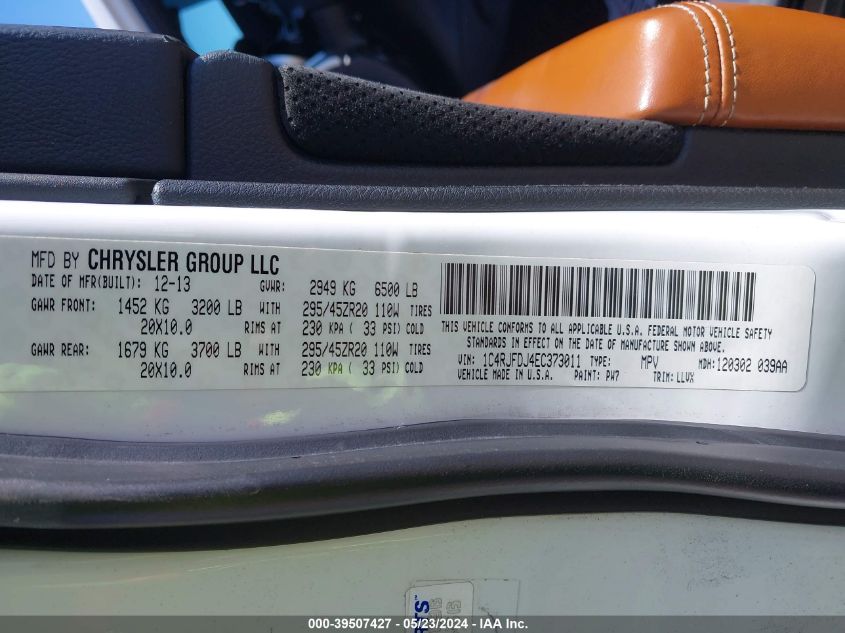 MFD BY CHRYSLER GROUP LLC
DATE OF MFR(BUILT): 12-13 GVWR: 2949 KG 6500 LB
GAWR FRONT: 1452 KG 3200 LB WITH 295/45ZR20 110W TIRES
20X10.0 RIMS AT 230 KPA ( 33 PSI) COLD
GAWR REAR: 1679 KG 3700 LB WITH 295/45ZR20 110W TIRES
20X10.0 RIMS AT 230 KPA ( 33 PSI) COLD
THIS VEHICLE CONFORMS TO ALL APPLICABLE U.S.A. FEDERAL MOTOR VEHICLE SAFETY
STANDARDS IN EFFECT ON THE DATE OF MANUFACTURE SHOWN ABOVE.
VIN: 1C4RJFDJ4EC373011 TYPE: MPV MDH:120302 039AA
VEHICLE MADE IN U.S.A. PAINT: PW7 TRIM: LLVX
000-39507427 - 05/23/2024 - IAA Inc.